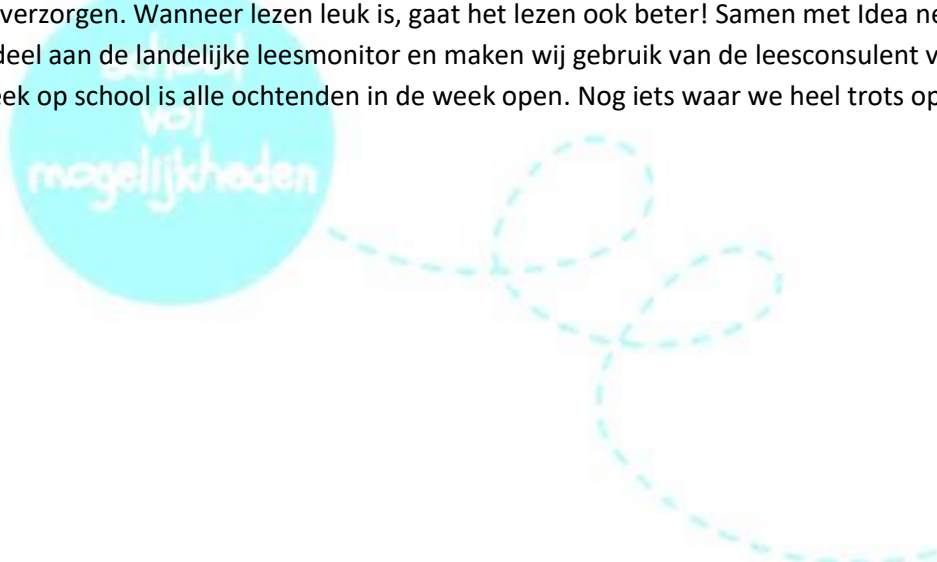 verzorgen. Wanneer lezen leuk is, gaat het lezen ook beter! Samen met Idea ne
deel aan de landelijke leesmonitor en maken wij gebruik van de leesconsulent v
eek op school is alle ochtenden in de week open. Nog iets waar we heel trots op
vol
mogelijkheden